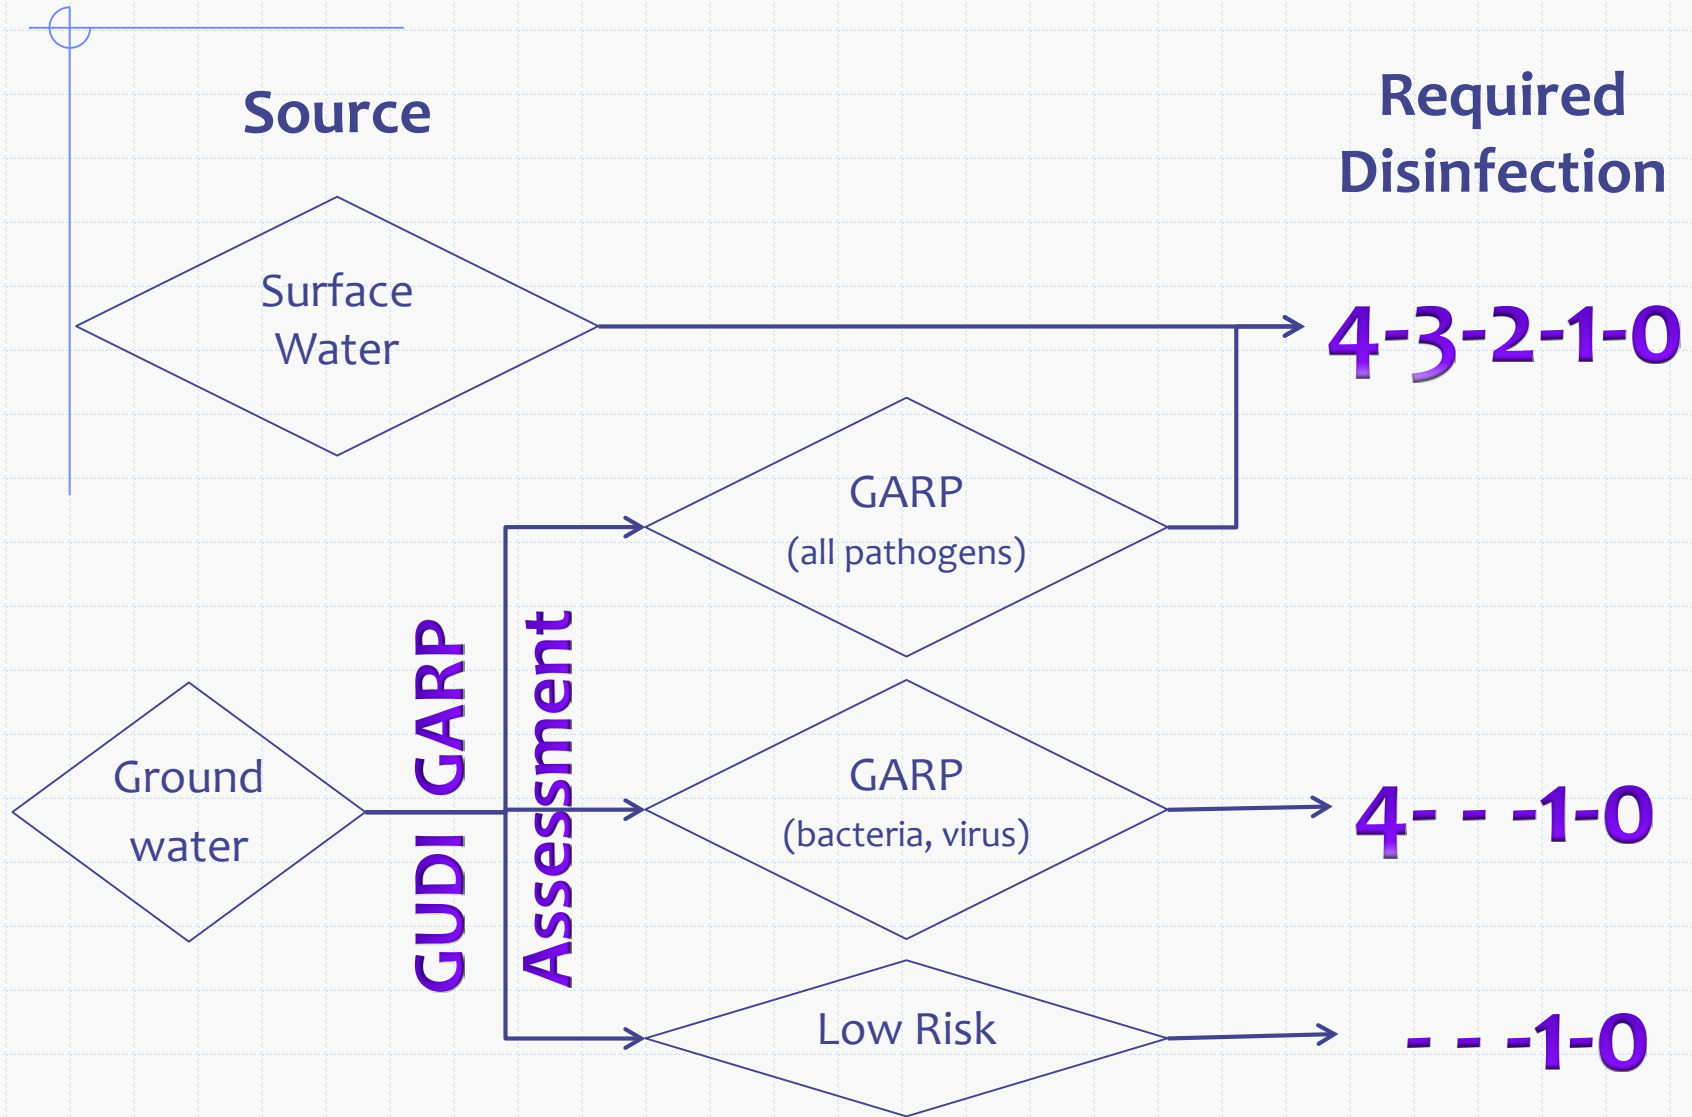 Source
Required
Disinfection
Surface
Water
4-3-2-1-0
GARP
(all pathogens)
GUDI GARP
Assessment
Ground
water
GARP
(bacteria, virus)
4- - -1-0
Low Risk
- - -1-0